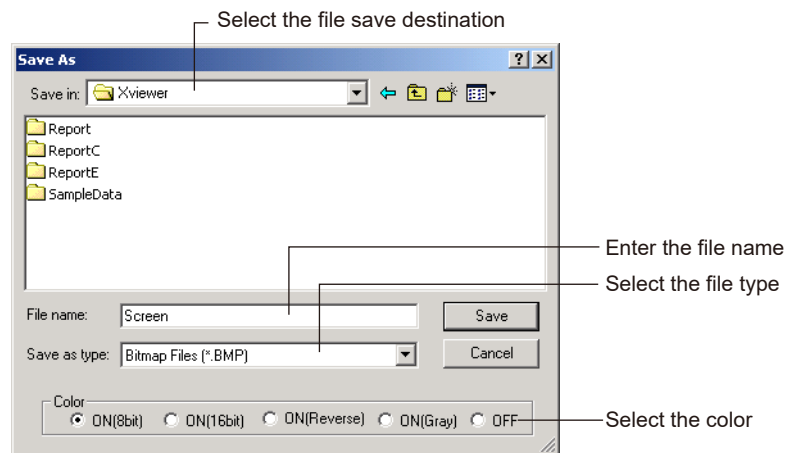 Select the file save destination
Save As
Save in: Xviewer
Report
ReportC
ReportE
SampleData
Enter the file name
Select the file type
File name: Screen Save
Save as type: Bitmap Files (*.BMP) Cancel
Color
ON(8bit) ON(16bit) ON(Reverse) ON(Gray) OFF Select the color